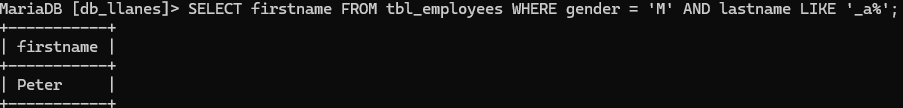 MariaDB [db_llanes]> SELECT firstname FROM tbl_employees WHERE gender = 'M' AND lastname LIKE '_a%';
+-----------+
| firstname |
+-----------+
| Peter     |
+-----------+